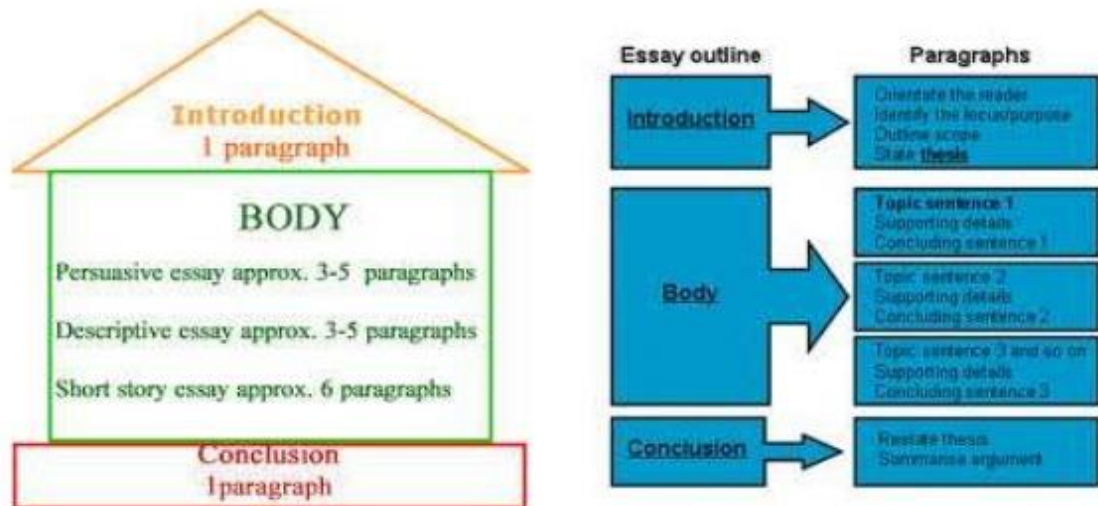 Introduction
1 paragraph
BODY
Persuasive essay approx. 3-5 paragraphs
Descriptive essay approx. 3-5 paragraphs
Short story essay approx. 6 paragraphs
Conclusion
1paragraph
Essay outline
Paragraphs
Introduction
Orientate the reader
Identify the focus/purpose
Outline scope
State thesis
Body
Topic sentence 1
Supporting details
Concluding sentence 1
Topic sentence 2
Supporting details
Concluding sentence 2
Topic sentence 3 and so on
Supporting details
Concluding sentence 3
Conclusion
Restate thesis
Summarise argument